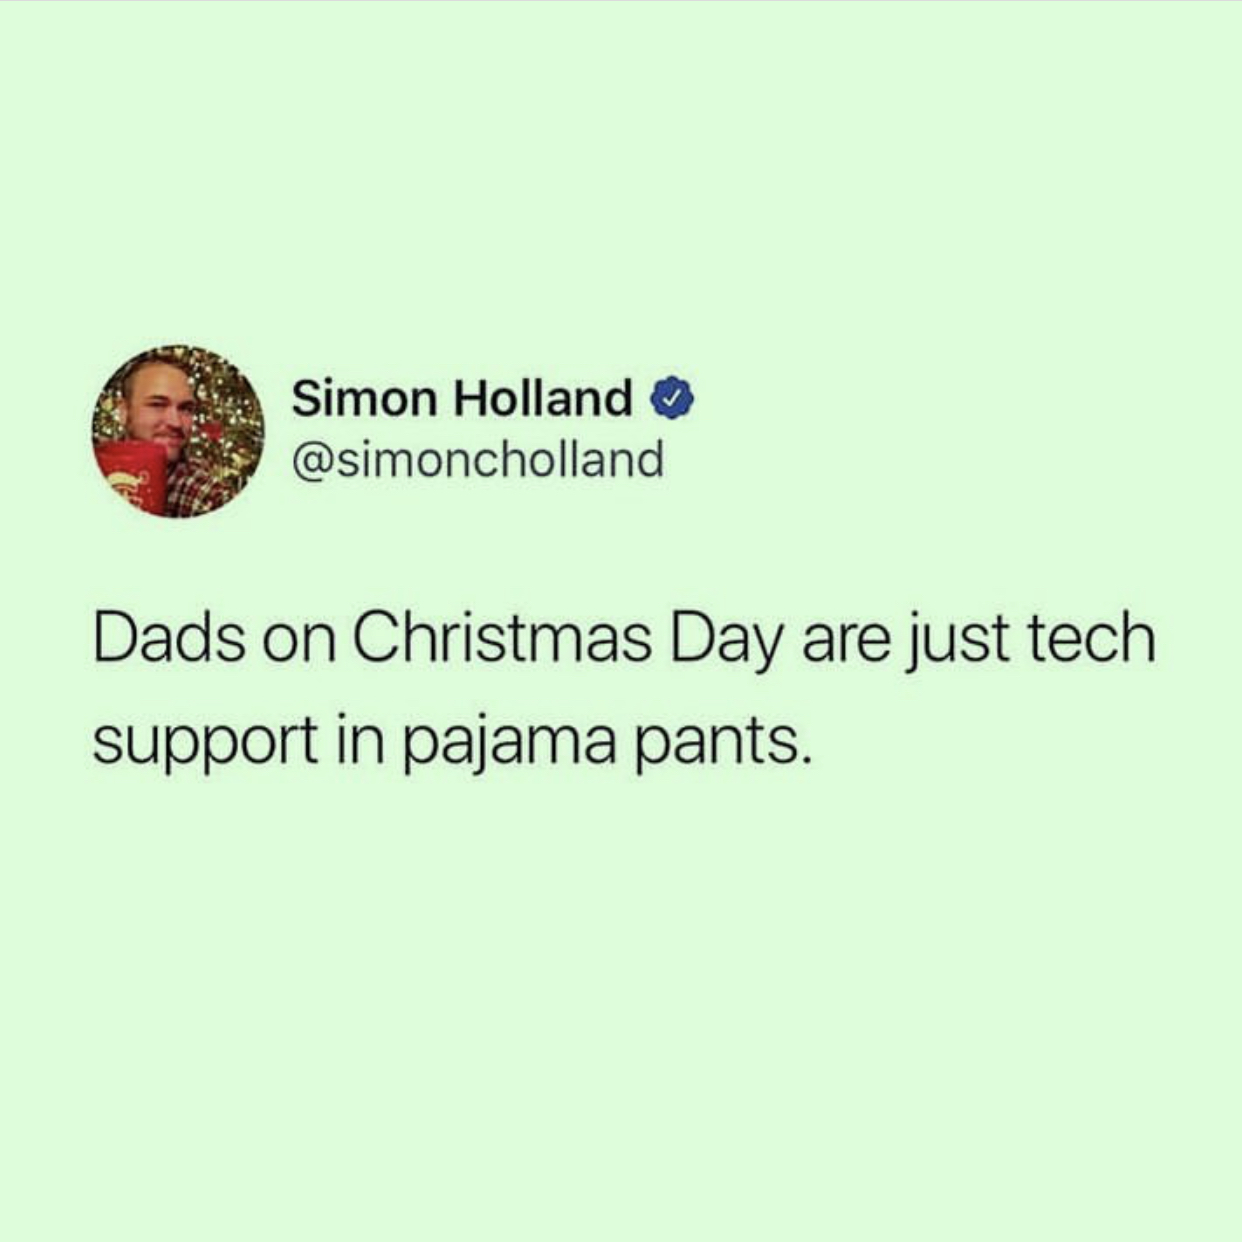 Simon Holland
@simoncholland
Dads on Christmas Day are just tech
support in pajama pants.